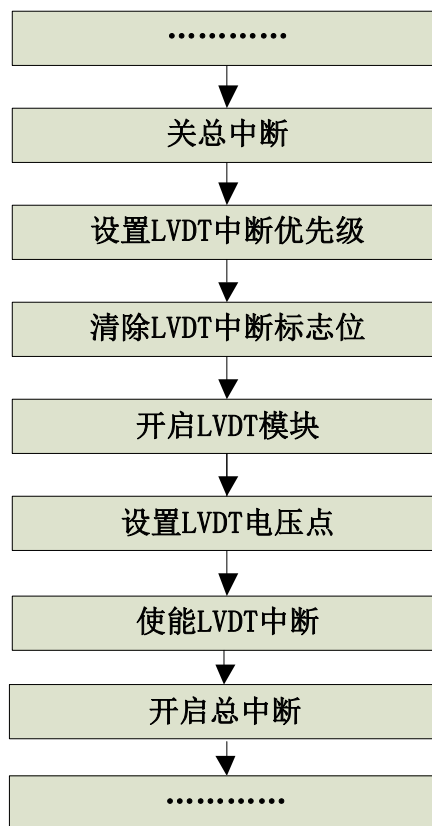 …………
关总中断
设置LVDT中断优先级
清除LVDT中断标志位
开启LVDT模块
设置LVDT电压点
使能LVDT中断
开启总中断
…………